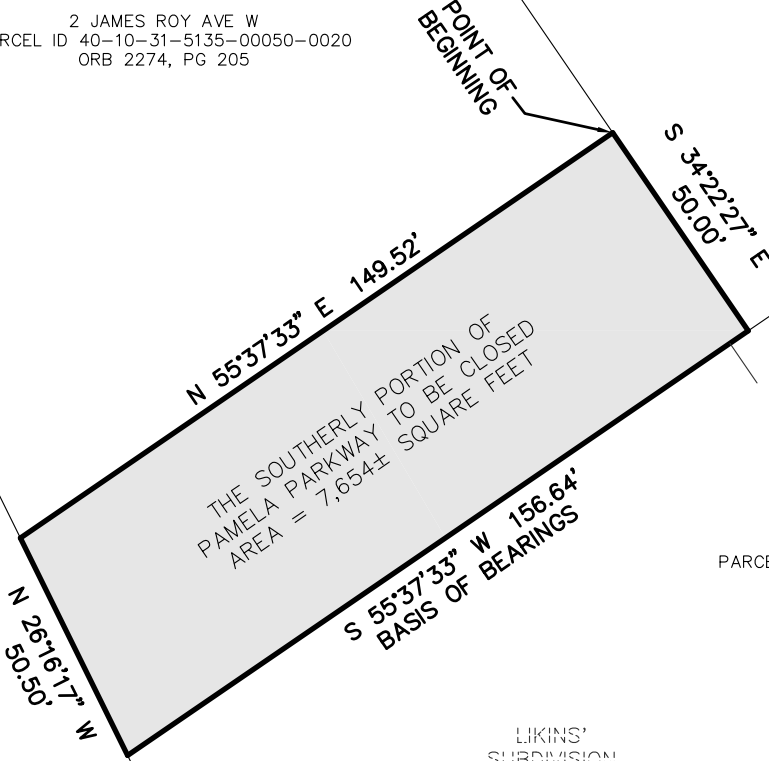 2 JAMES ROY AVE W
RCEL ID 40-10-31-5135-00050-0020
ORB 2274, PG 205
POINT OF
BEGINNING
S 34°22'27" E
50.00'
N 55°37'33" E 149.52'
THE SOUTHERLY PORTION OF
PAMELA PARKWAY TO BE CLOSED
AREA = 7,654± SQUARE FEET
S 55°37'33" W 156.64'
BASIS OF BEARINGS
N 26°16'17" W
50.50'
PARCE
LIKINS'
SUBDIVISION